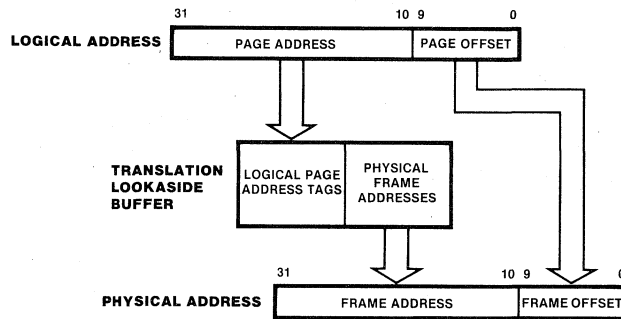 31 10 9 0
LOGICAL ADDRESS PAGE ADDRESS PAGE OFFSET
TRANSLATION
LOOKASIDE
BUFFER
LOGICAL PAGE
ADDRESS TAGS
PHYSICAL
FRAME
ADDRESSES
31 10 9 0
PHYSICAL ADDRESS FRAME ADDRESS FRAME OFFSET